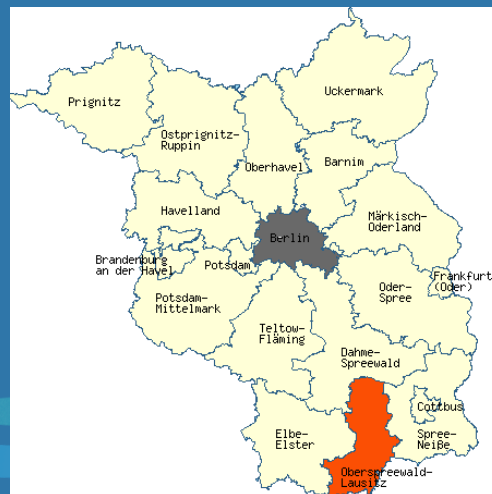 Uckermark
Prignitz
Ostprignitz-
Ruppin
Barnim
Oberhavel
Havelland
Märkisch-
Oderland
Berlin
Brandenburg
an der Havel
Potsdam
Frankfurt
(Oder)
Oder-
Spree
Potsdam-
Mittelmark
Teltow-
Fläming
Dahme-
Spreewald
Cottbus
Elbe-
Elster
Spree-
Neiße
Oberspreewald-
Lausitz